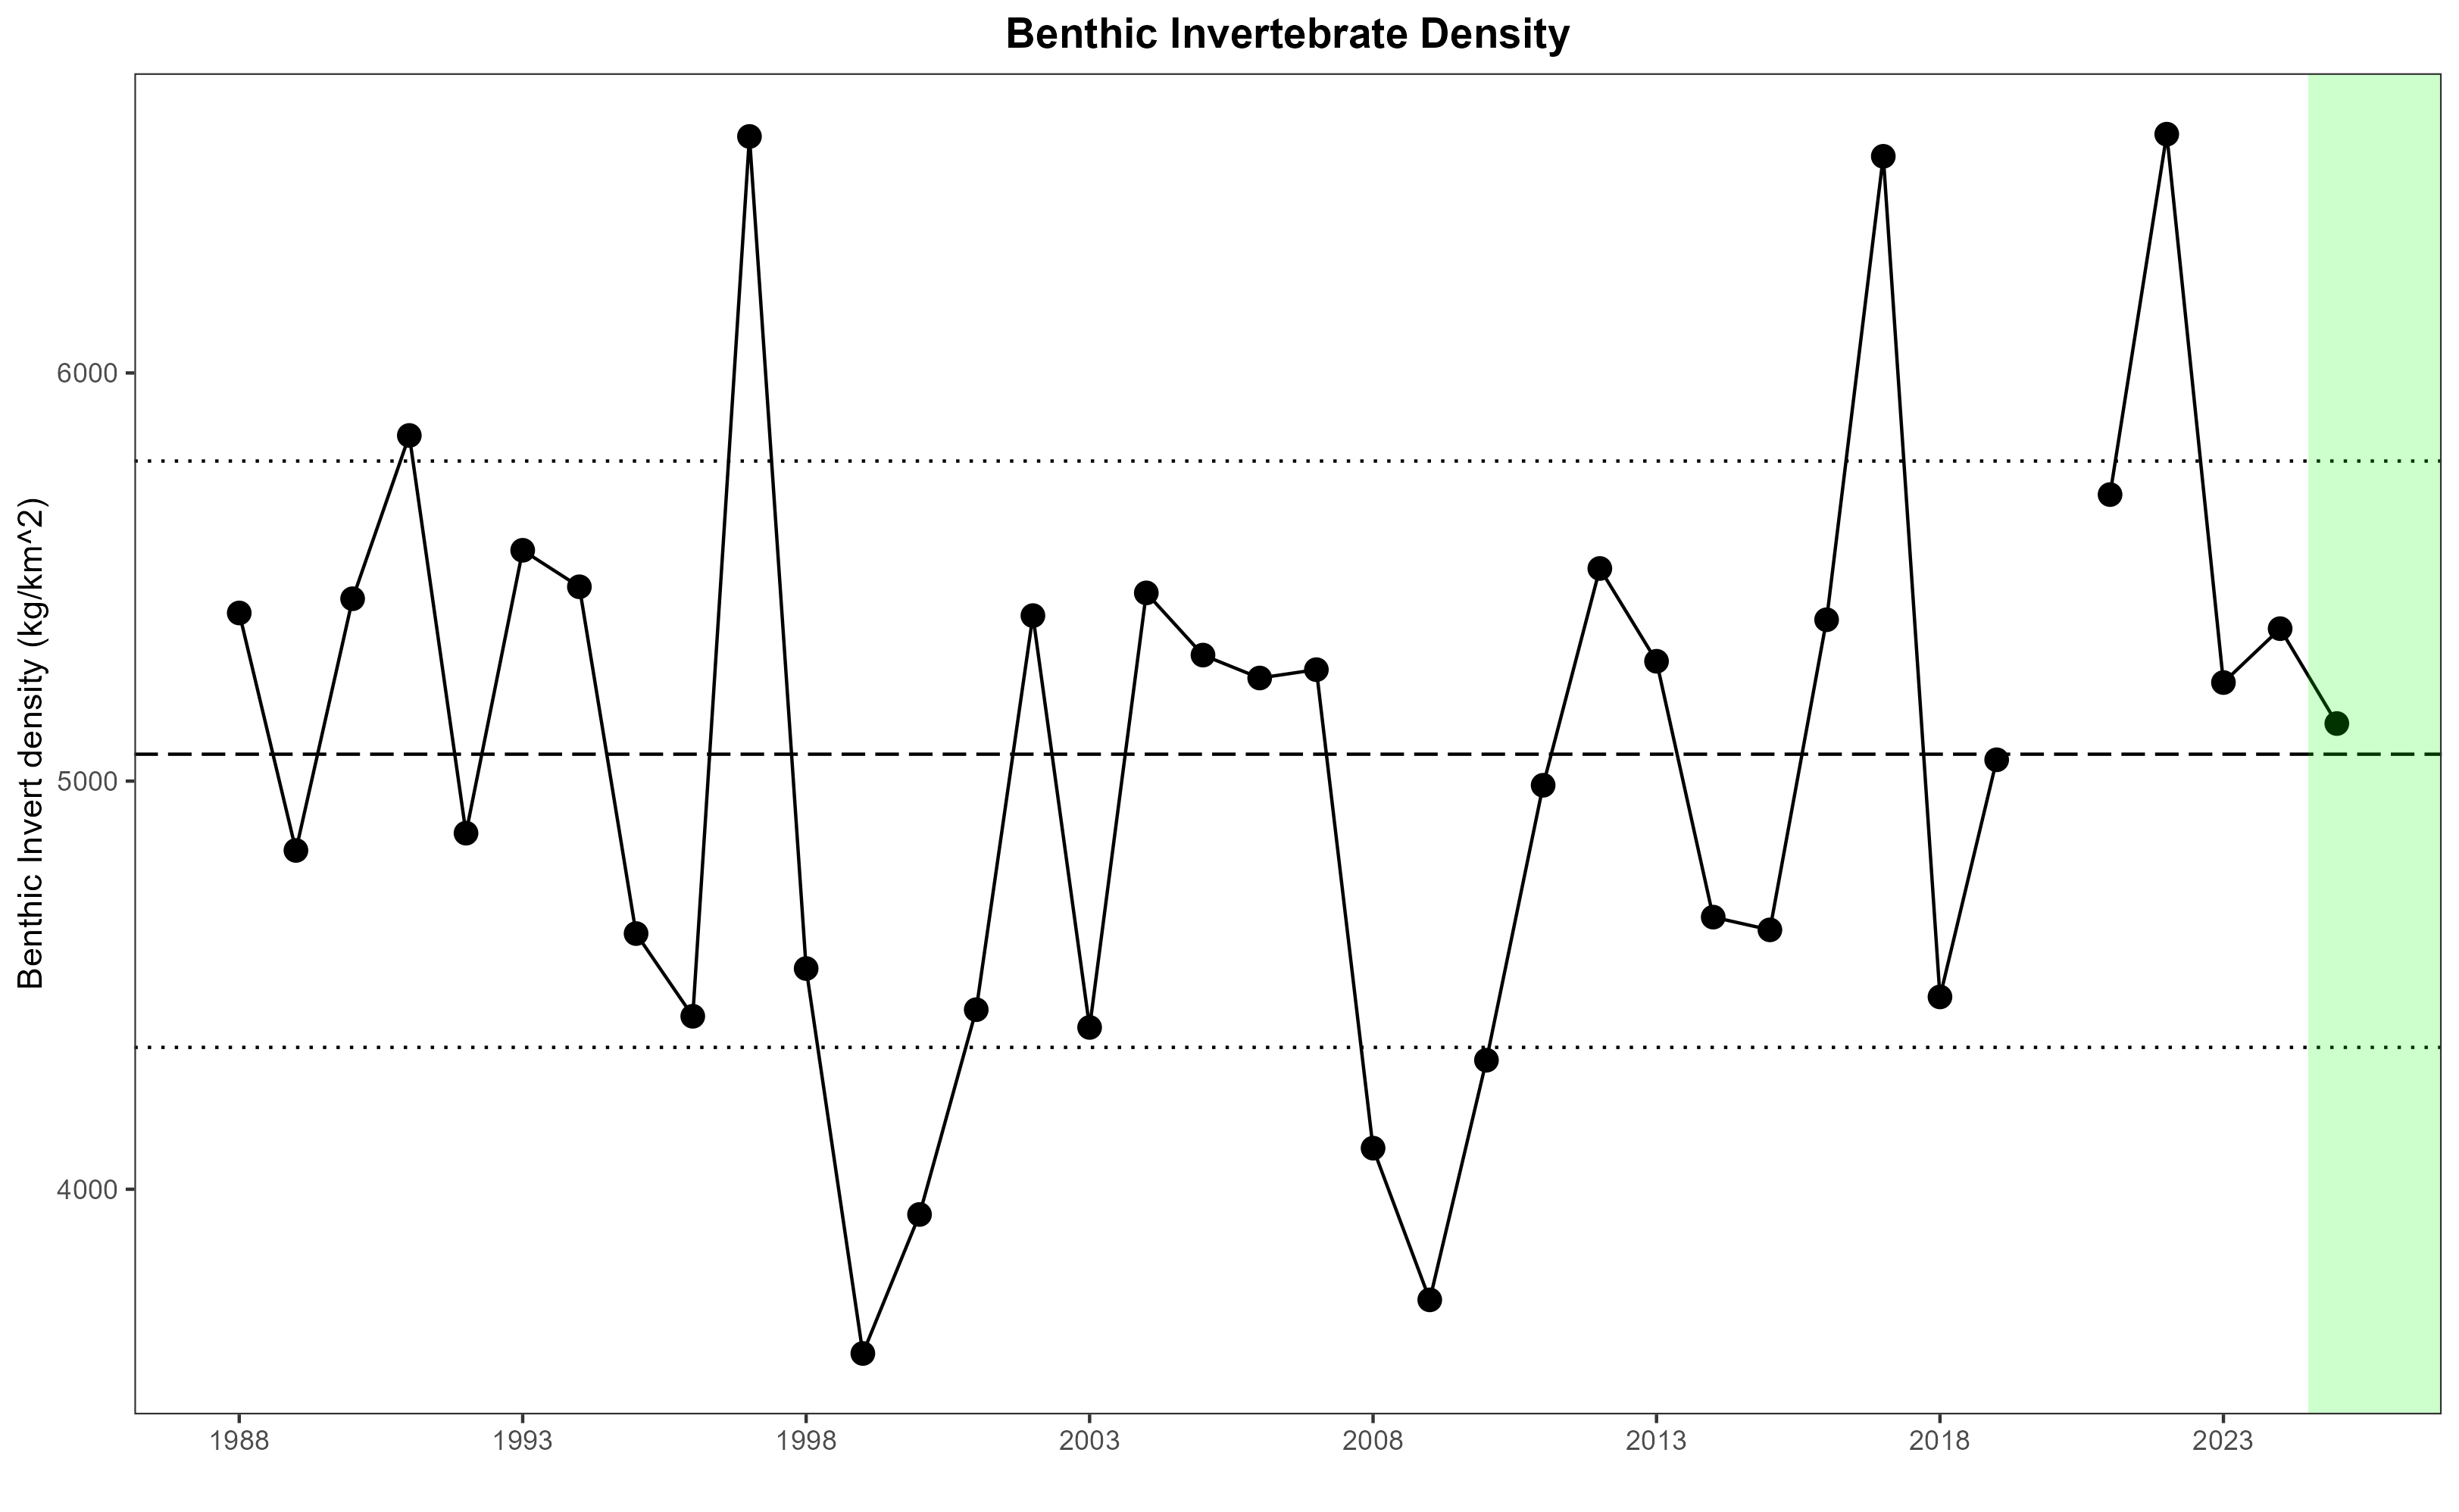 Benthic Invertebrate Density
Benthic Invert density (kg/km^2)
6000
5000
4000
1988 1993 1998 2003 2008 2013 2018 2023